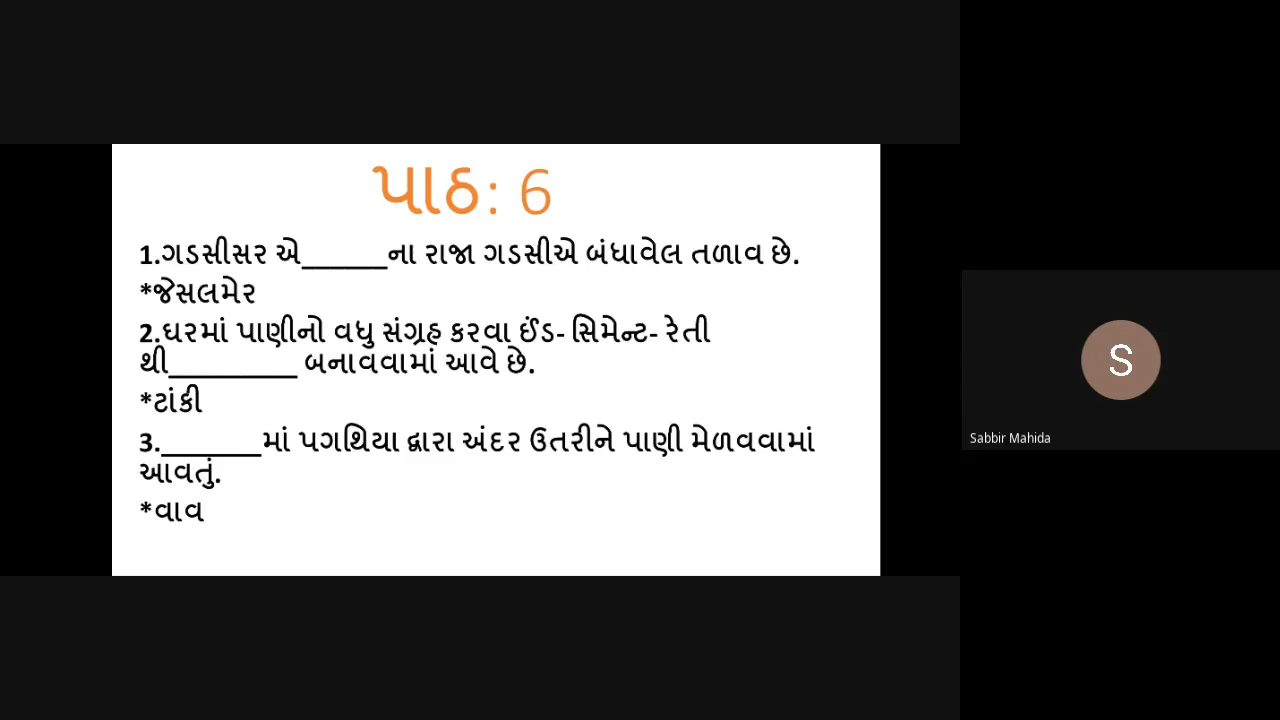 પાઠ: 6
1.ગડસીસર એ______ના રાજા ગડસીએ બંધાવેલ તળાવ છે.
*જેસલમેર
2.ઘરમાં પાણીનો વધુ સંગ્રહ કરવા ઈંડ- સિમેન્ટ- રેતી
થી_________ બનાવવામાં આવે છે.
*ટાંકી
3._______માં પગથિયા દ્વારા અંદર ઉતરીને પાણી મેળવવામાં
આવતું.
*વાવ
S
Sabbir Mahida